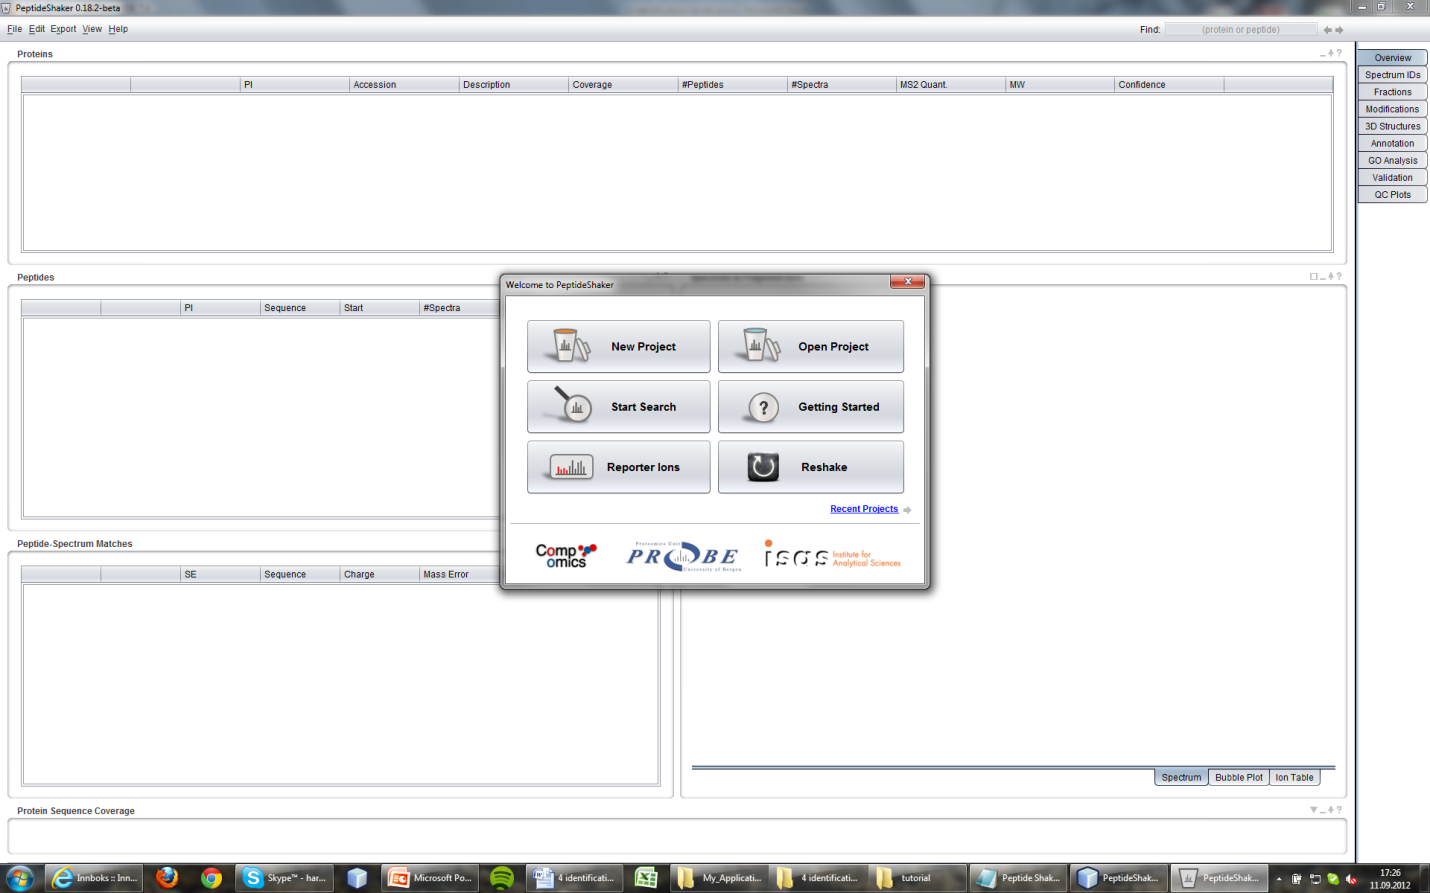 PeptideShaker 0.18.2-beta
File Edit Export View Help
Find: (protein or peptide)
Proteins
PI Accession Description Coverage #Peptides #Spectra MS2 Quant. MW Confidence
Overview
Spectrum IDs
Fractions
Modifications
3D Structures
Annotation
GO Analysis
Validation
QC Plots
Peptides
PI Sequence Start #Spectra
Welcome to PeptideShaker
New Project
Open Project
Start Search
Getting Started
Reporter Ions
Reshake
Recent Projects
Comp omics
Proteomics Unit
PROBE
University of Bergen
isas Institute for Analytical Sciences
Peptide-Spectrum Matches
SE Sequence Charge Mass Error
Spectrum Bubble Plot Ion Table
Protein Sequence Coverage
Innboks :: Inn...
Skype™ - har...
Microsoft Po...
4 identificati...
My_Applicati...
4 identificati...
tutorial
Peptide Shak...
PeptideShak...
PeptideShak...
17:26
11.09.2012